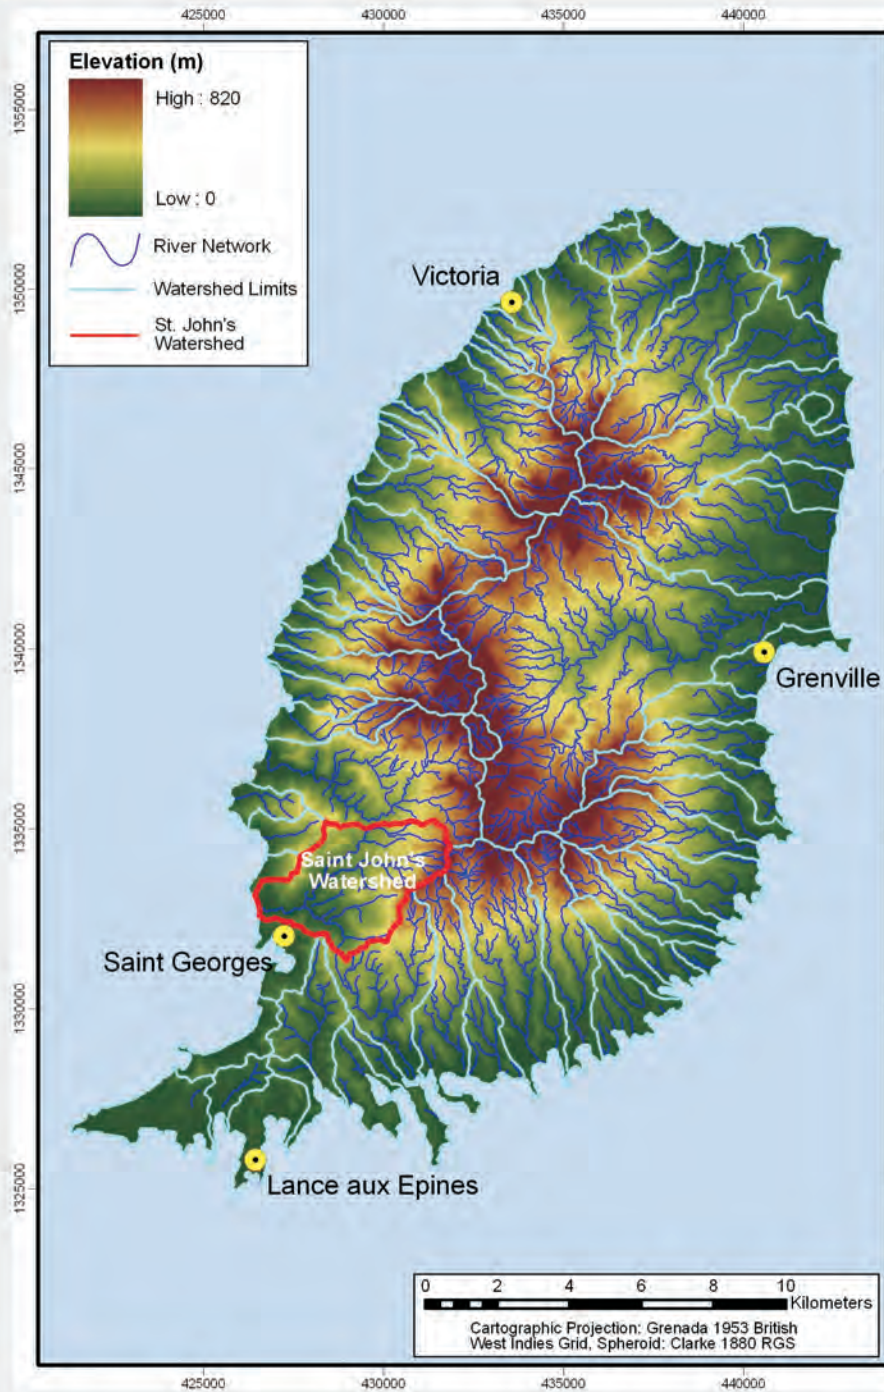 425000 430000 435000 440000
Elevation (m)
High : 820
Low : 0
River Network
Watershed Limits
St. John's
Watershed
1355000
1350000
1345000
1340000
1335000
1330000
1325000
Victoria
Grenville
Saint John's
Watershed
Saint Georges
Lance aux Epines
0 2 4 6 8 10
Kilometers
Cartographic Projection: Grenada 1953 British
West Indies Grid, Spheroid: Clarke 1880 RGS
425000 430000 435000 440000